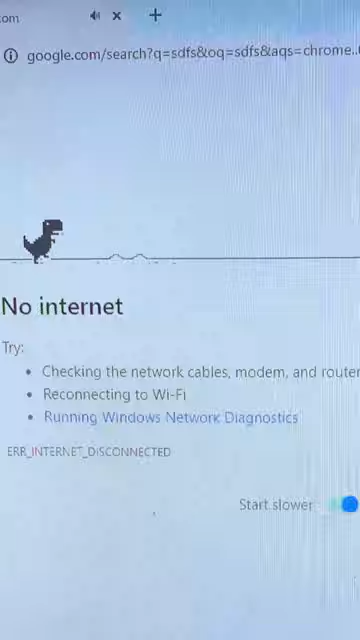 com
google.com/search?q=sdfs&oq=sdfs&aqs=chrome..
No internet
Try:
• Checking the network cables, modem, and router
• Reconnecting to Wi-Fi
• Running Windows Network Diagnostics
ERR_INTERNET_DISCONNECTED
Start slower